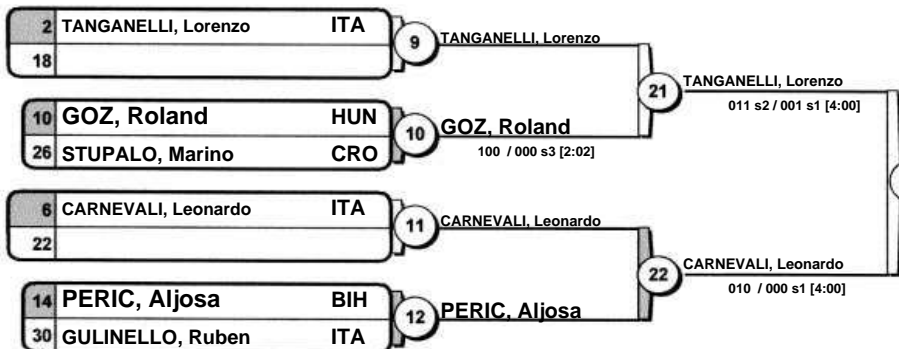 2 TANGANELLI, Lorenzo ITA
18
9 TANGANELLI, Lorenzo
10 GOZ, Roland HUN
26 STUPALO, Marino CRO
10 GOZ, Roland
100 / 000 s3 [2:02]
21 TANGANELLI, Lorenzo
011 s2 / 001 s1 [4:00]
6 CARNEVALI, Leonardo ITA
22
11 CARNEVALI, Leonardo
14 PERIC, Aljosa BIH
30 GULINELLO, Ruben ITA
12 PERIC, Aljosa
22 CARNEVALI, Leonardo
010 / 000 s1 [4:00]